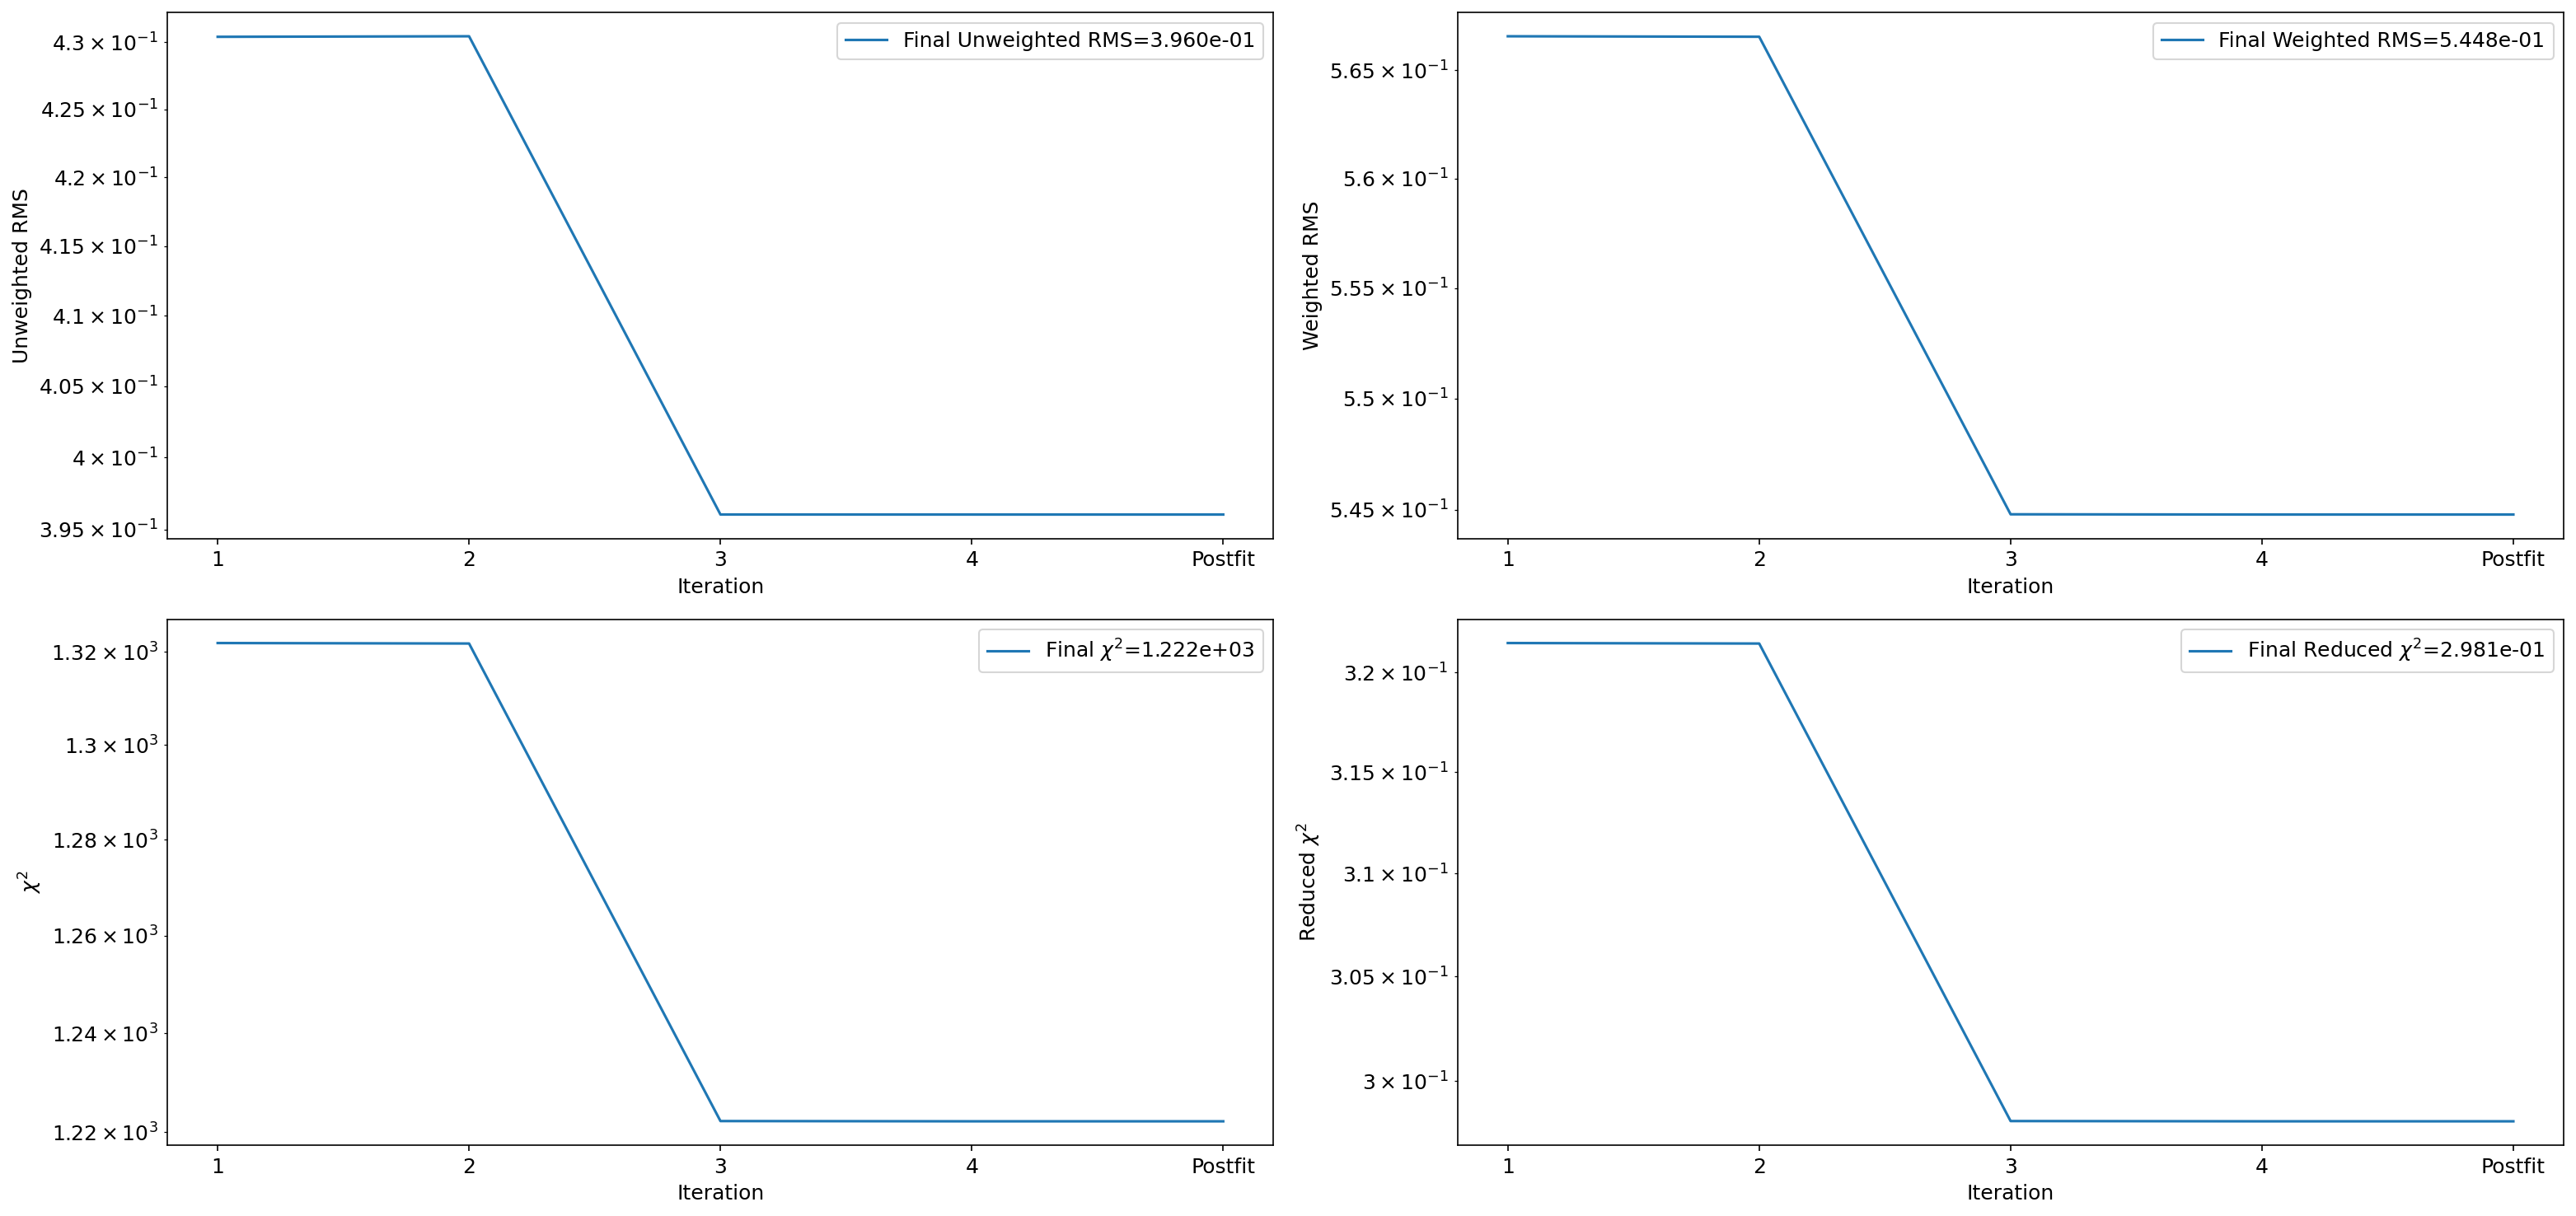 Final Unweighted RMS=3.960e-01
4.3 × 10⁻¹
4.25 × 10⁻¹
4.2 × 10⁻¹
4.15 × 10⁻¹
4.1 × 10⁻¹
4.05 × 10⁻¹
4 × 10⁻¹
3.95 × 10⁻¹
Unweighted RMS
1 2 3 4 Postfit
Iteration
Final Weighted RMS=5.448e-01
5.65 × 10⁻¹
5.6 × 10⁻¹
5.55 × 10⁻¹
5.5 × 10⁻¹
5.45 × 10⁻¹
Weighted RMS
1 2 3 4 Postfit
Iteration
Final χ²=1.222e+03
1.32 × 10³
1.3 × 10³
1.28 × 10³
1.26 × 10³
1.24 × 10³
1.22 × 10³
χ²
1 2 3 4 Postfit
Iteration
Final Reduced χ²=2.981e-01
3.2 × 10⁻¹
3.15 × 10⁻¹
3.1 × 10⁻¹
3.05 × 10⁻¹
3 × 10⁻¹
Reduced χ²
1 2 3 4 Postfit
Iteration